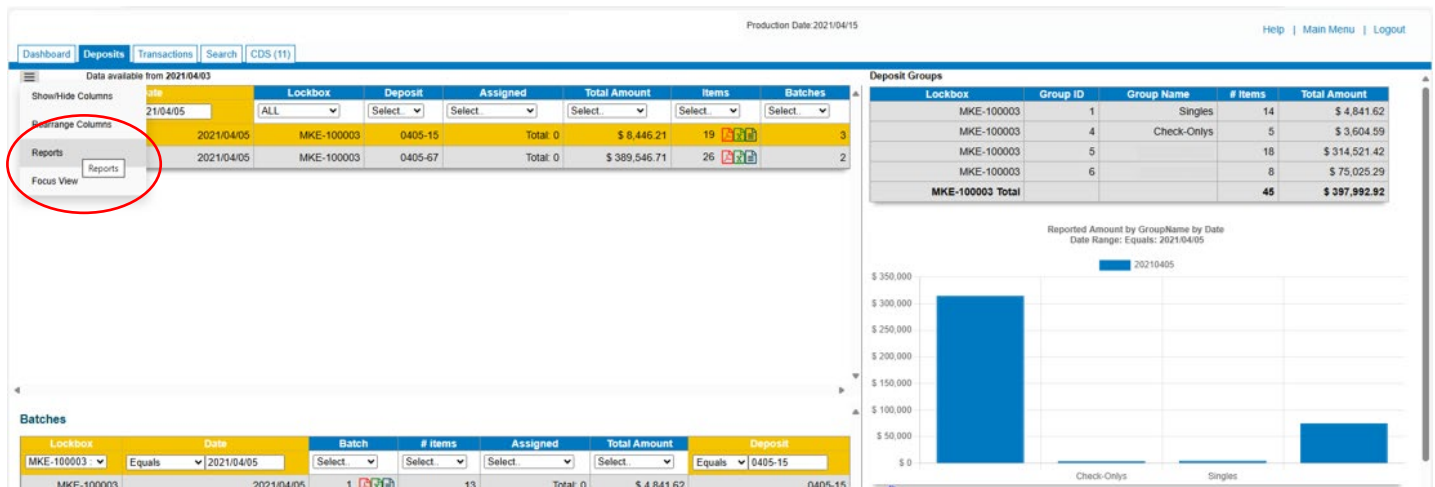 Production Date:2021/04/15
Help | Main Menu | Logout
Dashboard Deposits Transactions Search CDS (11)
Data available from 2021/04/03
Show/Hide Columns
Rearrange Columns
Reports
Reports
Focus View
Lockbox Deposit Assigned Total Amount Items Batches
21/04/05 ALL Select.. Select.. Select.. Select.. Select..
2021/04/05 MKE-100003 0405-15 Total: 0 $ 8,446.21 19 3
2021/04/05 MKE-100003 0405-67 Total: 0 $ 389,546.71 26 2
Deposit Groups
Lockbox Group ID Group Name # Items Total Amount
MKE-100003 1 Singles 14 $ 4,841.62
MKE-100003 4 Check-Onlys 5 $ 3,604.59
MKE-100003 5 18 $ 314,521.42
MKE-100003 6 8 $ 75,025.29
MKE-100003 Total 45 $ 397,992.92
Reported Amount by GroupName by Date
Date Range: Equals: 2021/04/05
20210405
$ 350,000
$ 300,000
$ 250,000
$ 200,000
$ 150,000
$ 100,000
$ 50,000
$ 0
Check-Onlys Singles
Batches
Lockbox Date Batch # items Assigned Total Amount Deposit
MKE-100003 : Equals 2021/04/05 Select.. Select.. Select.. Select.. Equals 0405-15
MKE-100003 2021/04/05 1 13 Total: 0 $ 4,841.62 0405-15